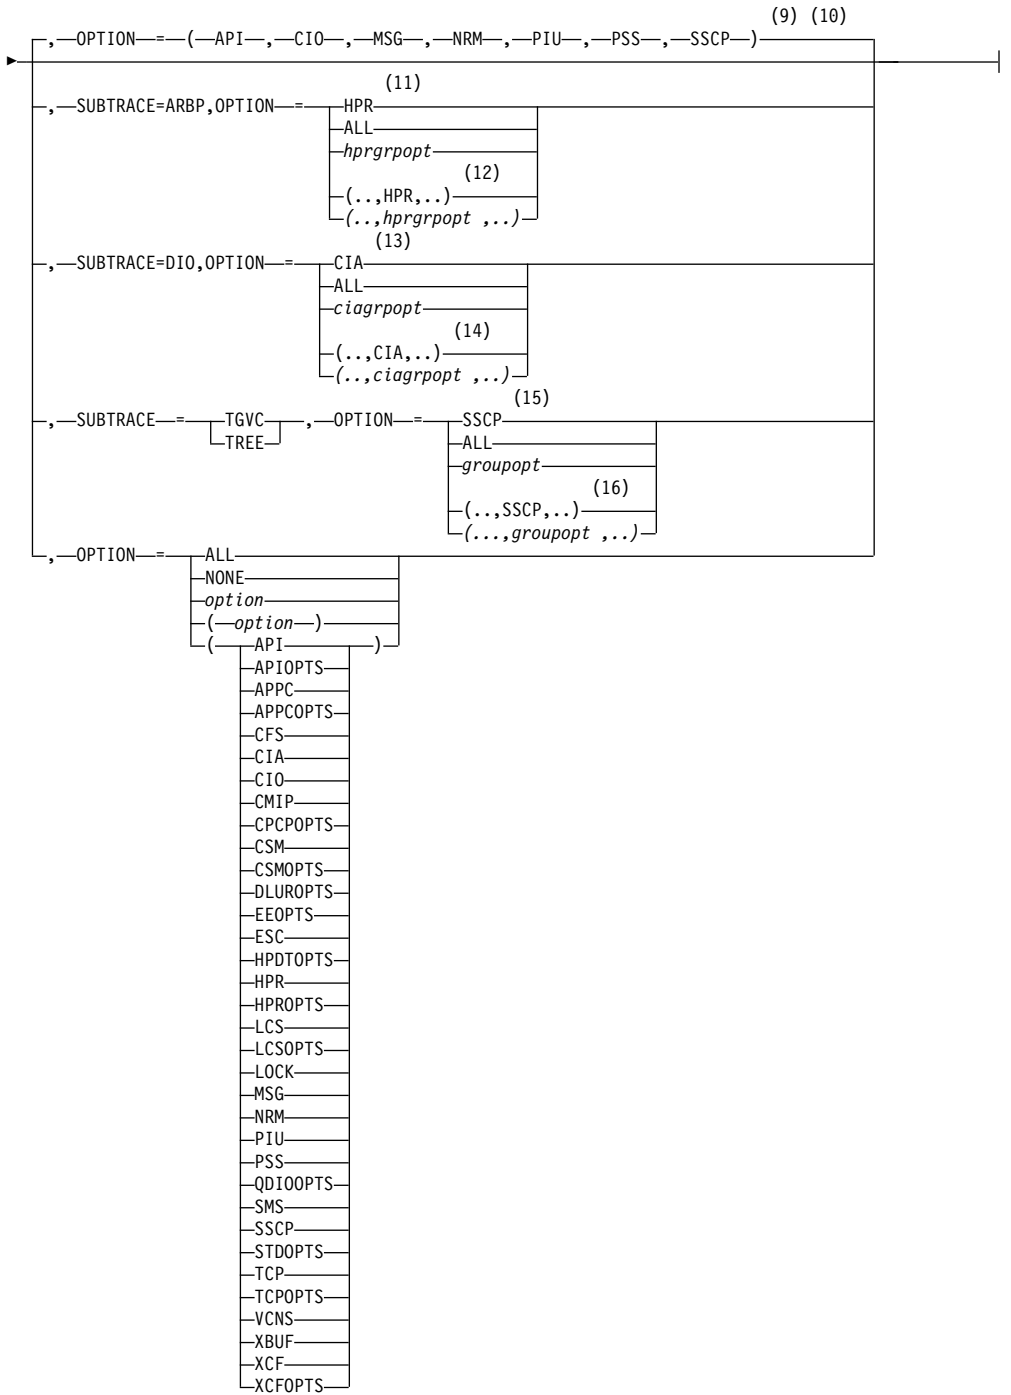 (9) (10)
, OPTION = ( API , CIO , MSG , NRM , PIU , PSS , SSCP )
(11)
, SUBTRACE=ARBP,OPTION = HPR
ALL
hprgrpopt
(12)
(..,HPR,..)
(..,hprgrpopt ,..)
(13)
, SUBTRACE=DIO,OPTION = CIA
ALL
ciagrpopt
(14)
(..,CIA,..)
(..,ciagrpopt ,..)
(15)
, SUBTRACE = TGVC , OPTION = SSCP
TREE ALL
groupopt
(16)
(..,SSCP,..)
(...,groupopt ,..)
, OPTION = ALL
NONE
option
( option )
( API )
APIOPTS
APPC
APPCOPTS
CFS
CIA
CIO
CMIP
CPCPOPTS
CSM
CSMOPTS
DLUROPTS
EEOPTS
ESC
HPDTOPTS
HPR
HPROPTS
LCS
LCSOPTS
LOCK
MSG
NRM
PIU
PSS
QDIOOPTS
SMS
SSCP
STDOPTS
TCP
TCPOPTS
VCNS
XBUF
XCF
XCFOPTS